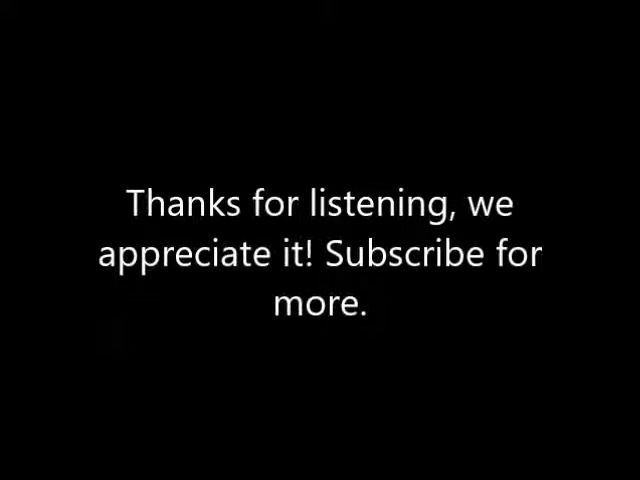 Thanks for listening, we
appreciate it! Subscribe for
more.